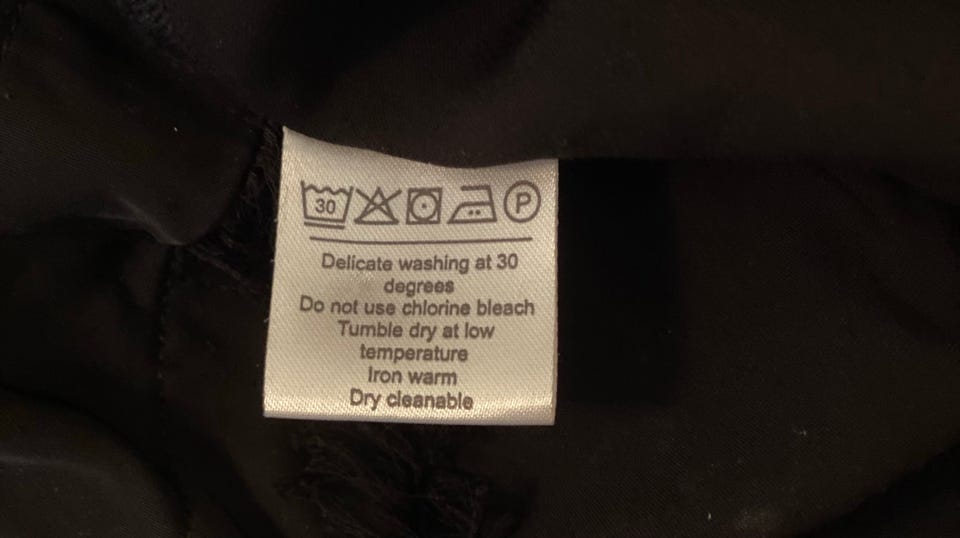 30 P
Delicate washing at 30
degrees
Do not use chlorine bleach
Tumble dry at low
temperature
Iron warm
Dry cleanable